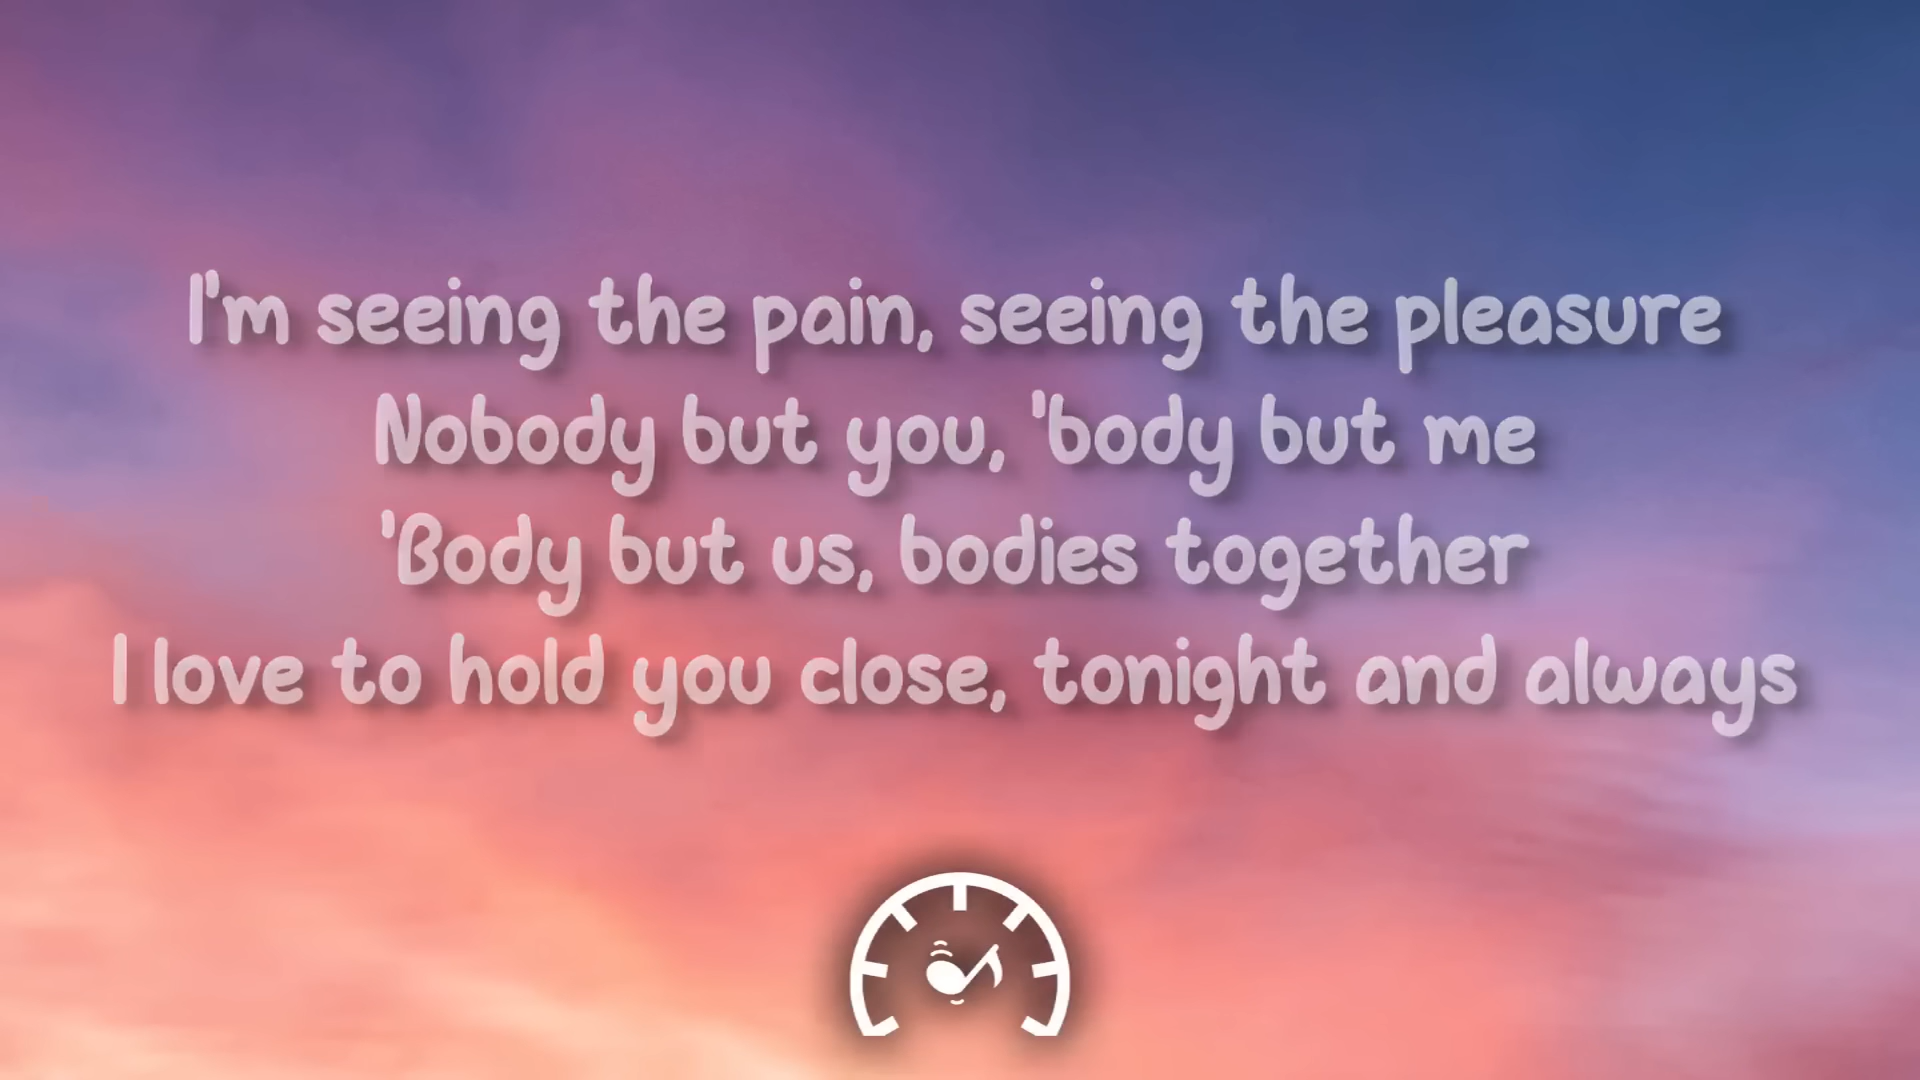 I'm seeing the pain, seeing the pleasure
Nobody but you, 'body but me
'Body but us, bodies together
I love to hold you close, tonight and always